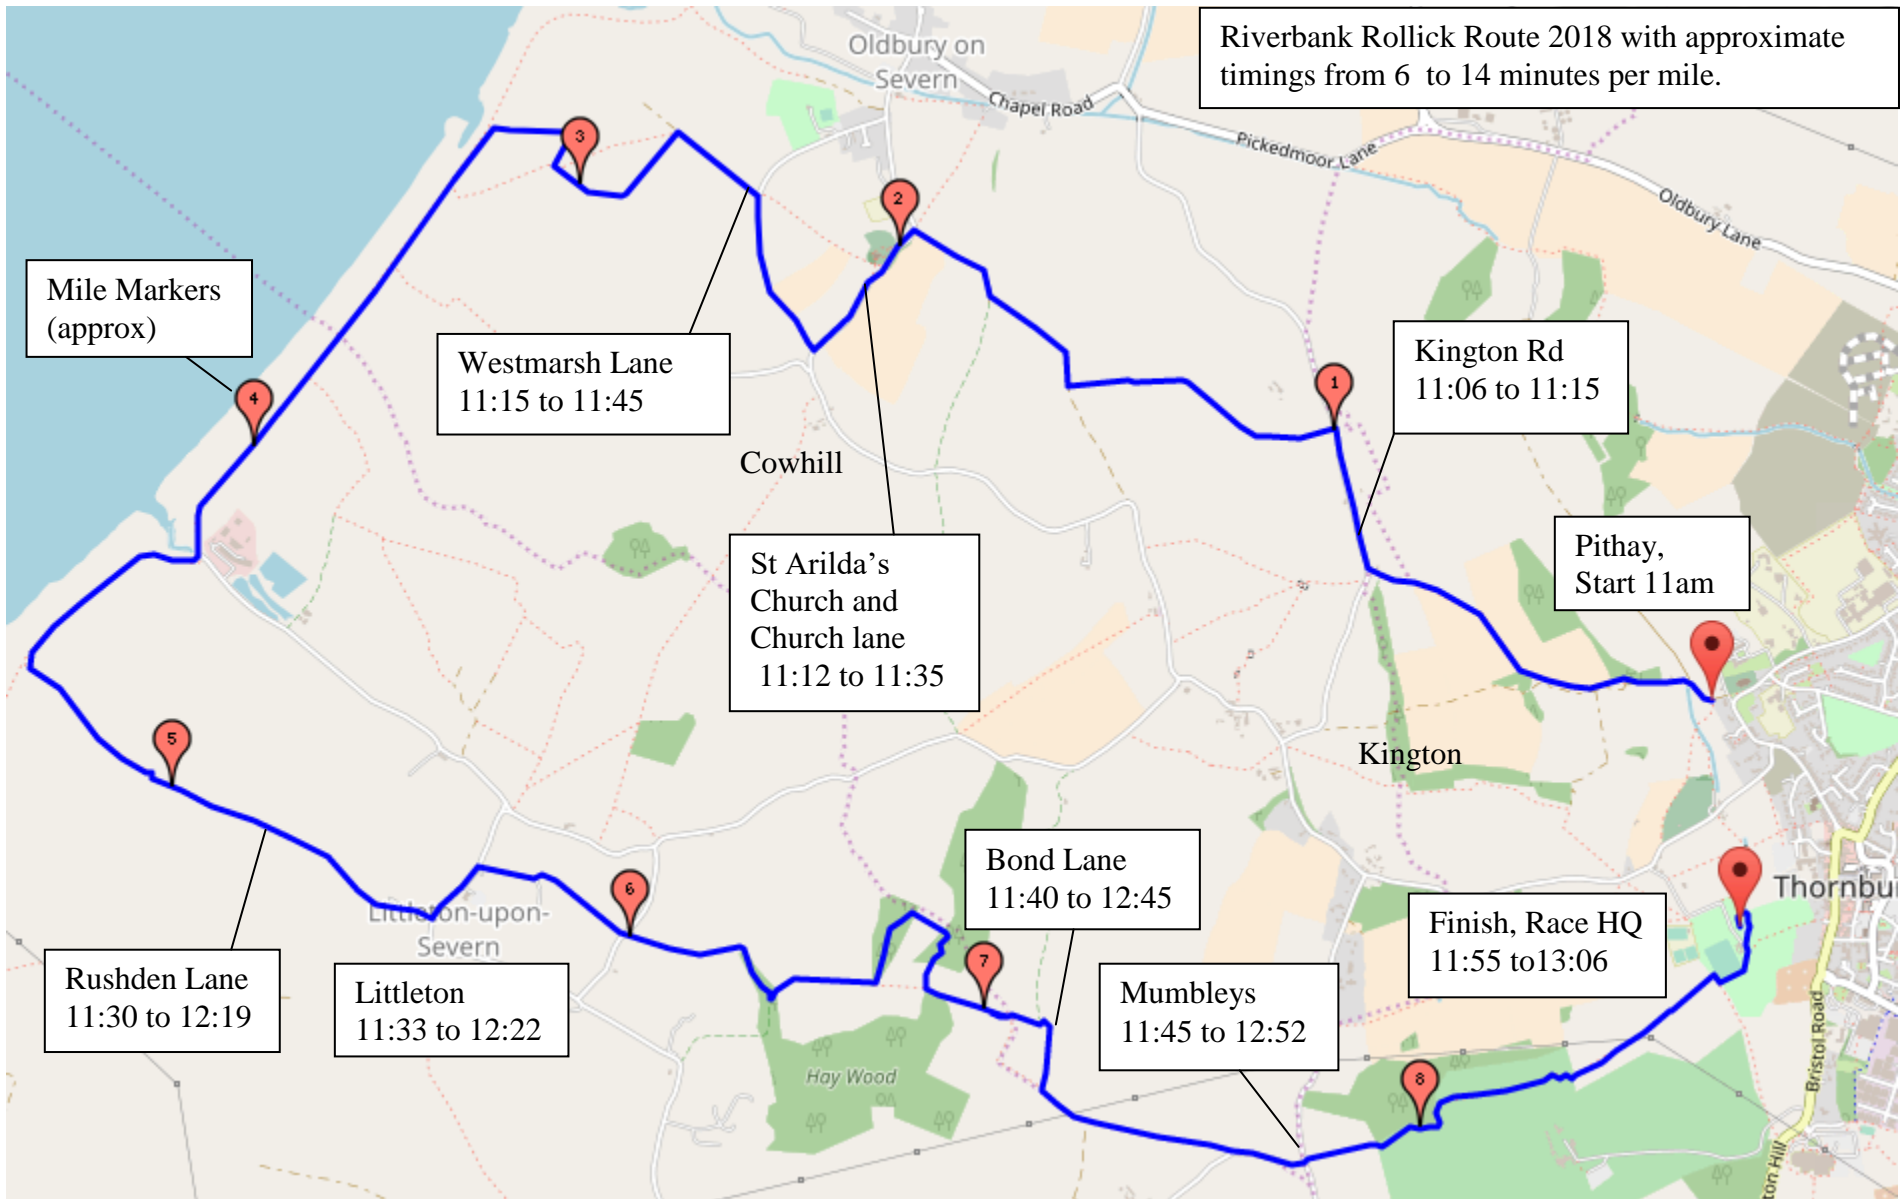 Riverbank Rollick Route 2018 with approximate
timings from 6  to 14 minutes per mile.
Oldbury on
Severn
Chapel Road
Pickedmoor Lane
Oldbury Lane
3
2
Mile Markers
(approx)
4
Westmarsh Lane
11:15 to 11:45
1
Kington Rd
11:06 to 11:15
Cowhill
St Arilda’s
Church and
Church lane
11:12 to 11:35
Pithay,
Start 11am
5
Kington
6
Littleton-upon-
Severn
Bond Lane
11:40 to 12:45
Thornbu
Finish, Race HQ
11:55 to13:06
Rushden Lane
11:30 to 12:19
Littleton
11:33 to 12:22
7
Mumbleys
11:45 to 12:52
Hay Wood
8
Bristol Road
ton Hill